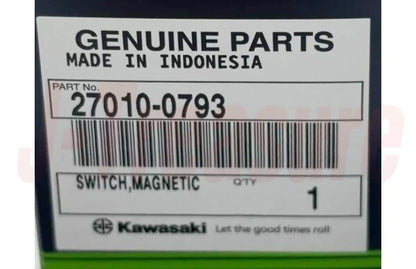 GENUINE PARTS
MADE IN INDONESIA
PART No.
27010-0793
SWITCH,MAGNETIC Q'TY 1
Kawasaki Let the good times roll